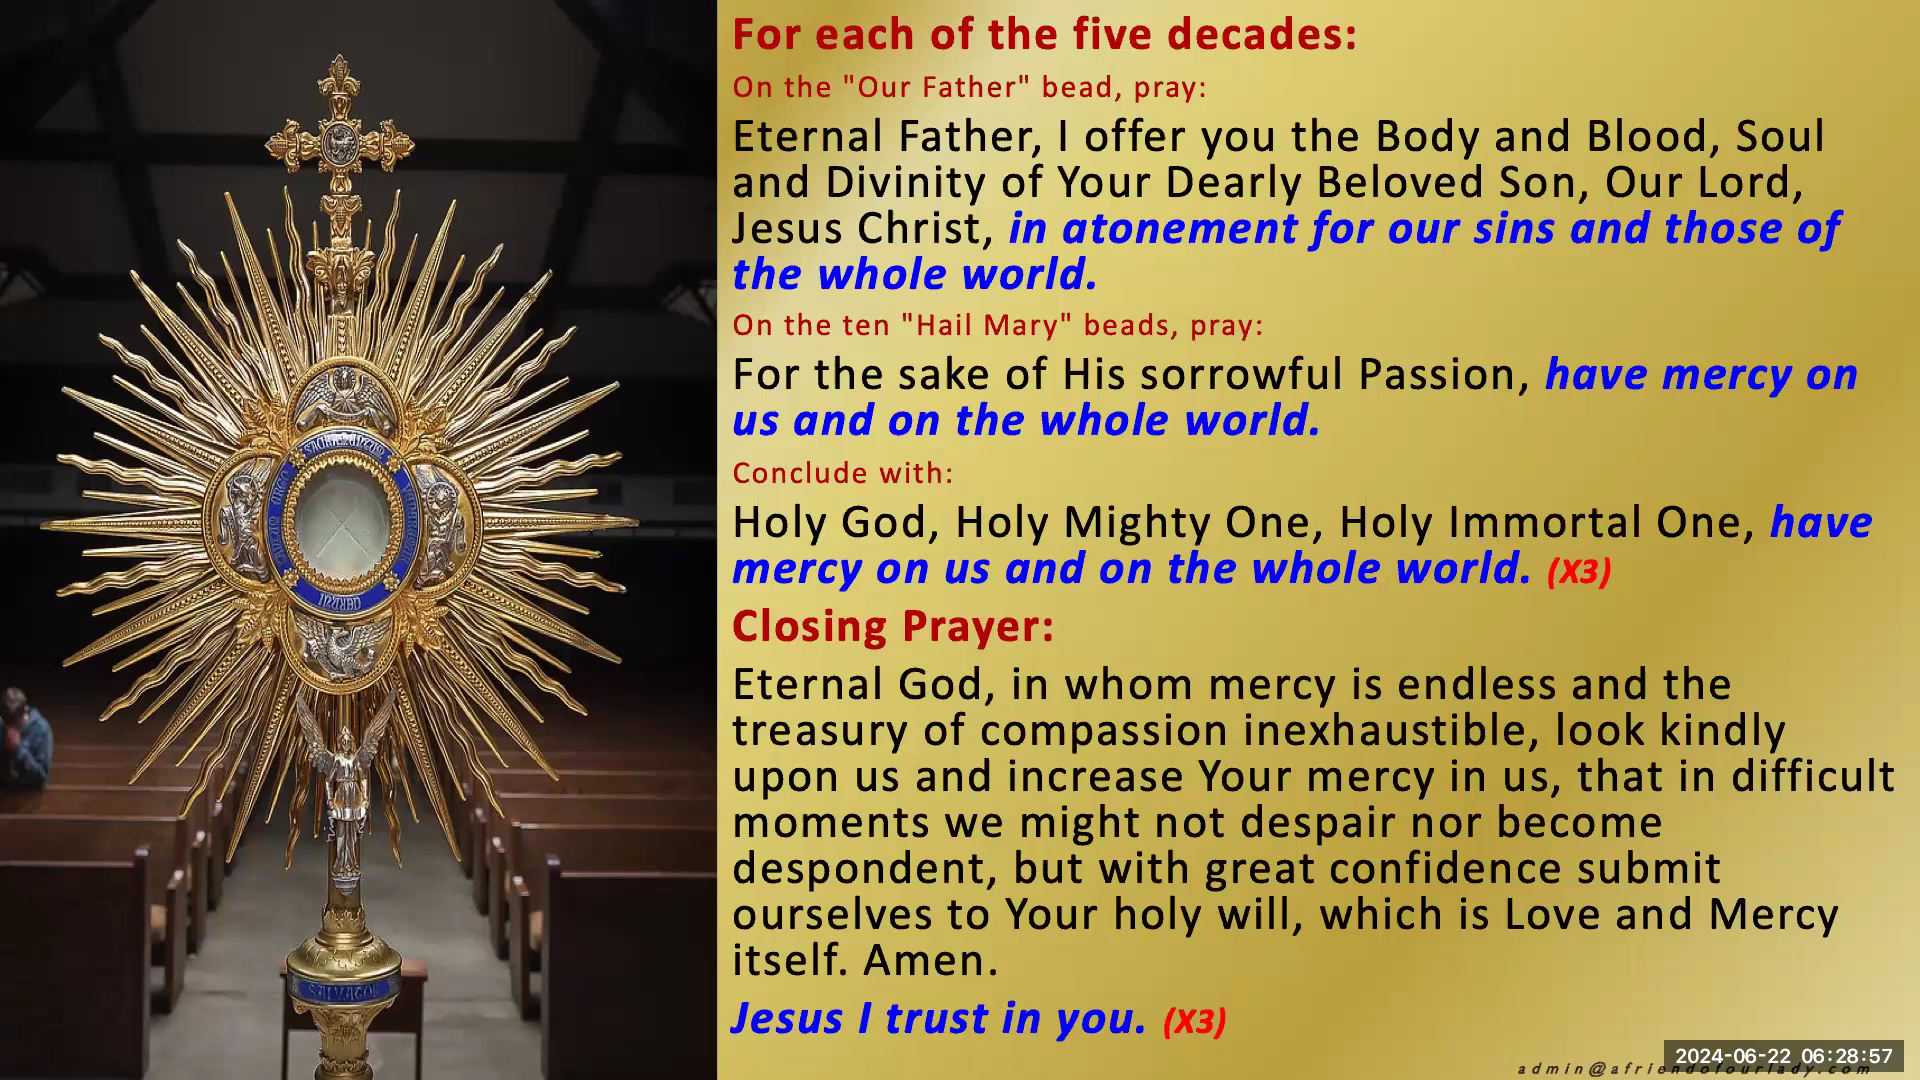 For each of the five decades:
On the "Our Father" bead, pray:
Eternal Father, I offer you the Body and Blood, Soul
and Divinity of Your Dearly Beloved Son, Our Lord,
Jesus Christ, in atonement for our sins and those of
the whole world.
On the ten "Hail Mary" beads, pray:
For the sake of His sorrowful Passion, have mercy on
us and on the whole world.
Conclude with:
Holy God, Holy Mighty One, Holy Immortal One, have
mercy on us and on the whole world. (X3)
Closing Prayer:
Eternal God, in whom mercy is endless and the
treasury of compassion inexhaustible, look kindly
upon us and increase Your mercy in us, that in difficult
moments we might not despair nor become
despondent, but with great confidence submit
ourselves to Your holy will, which is Love and Mercy
itself. Amen.
Jesus I trust in you. (X3)
2024-06-22 06:28:57
admin@afriendofourlady.com
SALVATOR